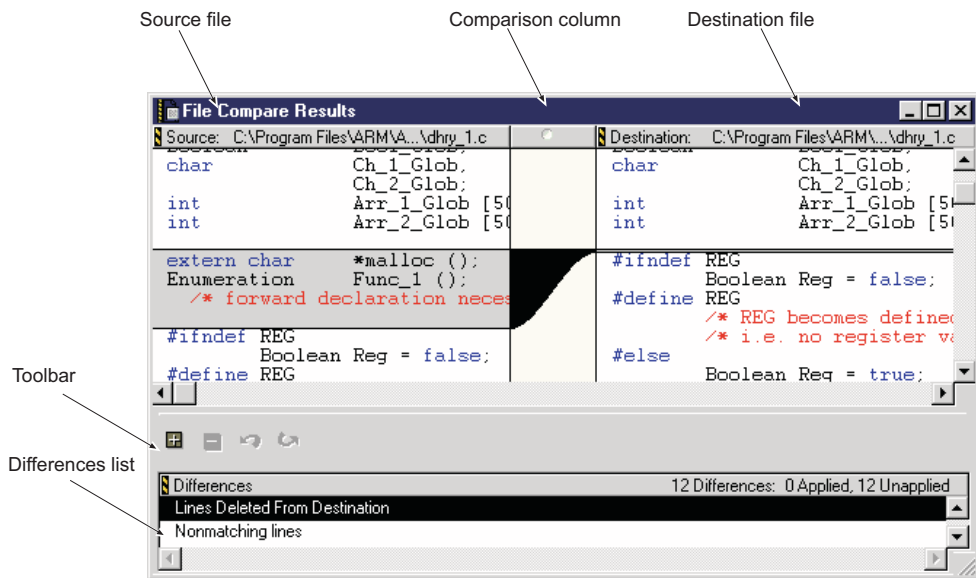 Source file
Comparison column
Destination file
File Compare Results
Source: C:\Program Files\ARM\A...\dhry_1.c
Destination: C:\Program Files\ARM\...\dhry_1.c
char Ch_1_Glob,
Ch_2_Glob;
int Arr_1_Glob [50
int Arr_2_Glob [50
extern char *malloc ();
Enumeration Func_1 ();
/* forward declaration neces
#ifndef REG
Boolean Reg = false;
#define REG
char Ch_1_Glob,
Ch_2_Glob;
int Arr_1_Glob [5
int Arr_2_Glob [5
#ifndef REG
Boolean Reg = false;
#define REG
/* REG becomes defined
/* i.e. no register va
#else
Boolean Reg = true;
Toolbar
Differences list
Differences
12 Differences: 0 Applied, 12 Unapplied
Lines Deleted From Destination
Nonmatching lines